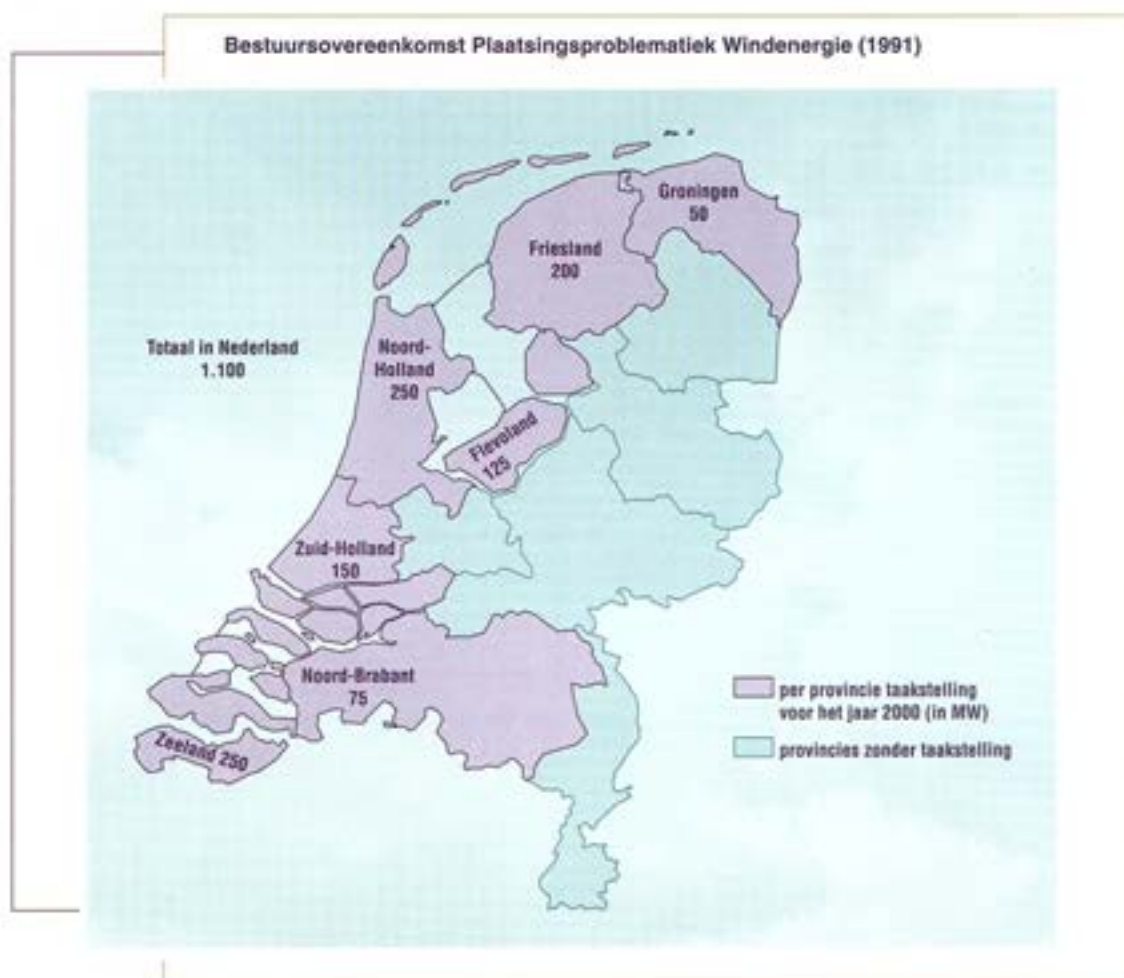 Bestuursovereenkomst Plaatsingsproblematiek Windenergie (1991)
Groningen
50
Friesland
200
Totaal in Nederland
1.100
Noord-
Holland
250
Flevoland
125
Zuid-Holland
150
Noord-Brabant
75
Zeeland 250
per provincie taakstelling
voor het jaar 2000 (in MW)
provincies zonder taakstelling